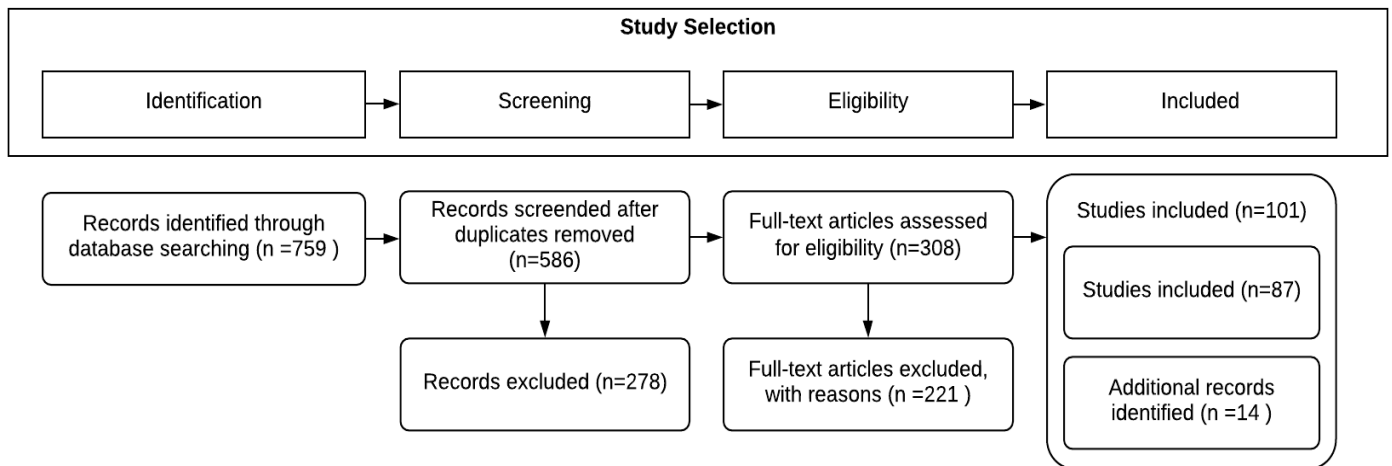 Study Selection
Identification
Screening
Eligibility
Included
Records identified through
database searching (n =759 )
Records screended after
duplicates removed
(n=586)
Full-text articles assessed
for eligibility (n=308)
Studies included (n=101)
Studies included (n=87)
Records excluded (n=278)
Full-text articles excluded,
with reasons (n =221 )
Additional records
identified (n =14 )